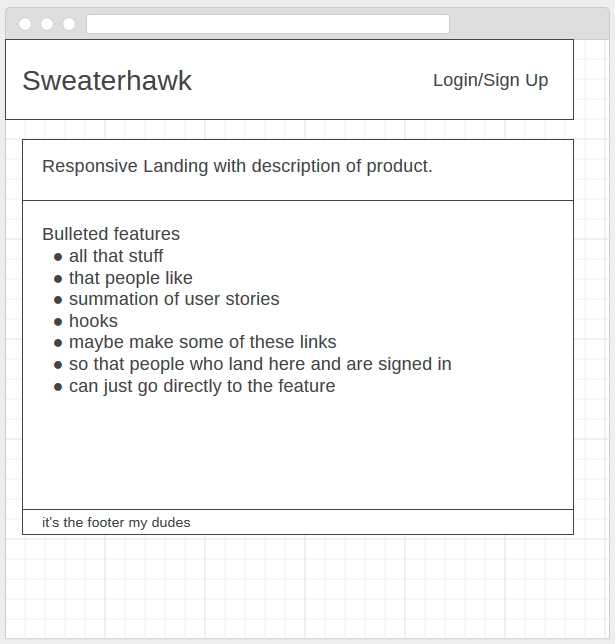 Sweaterhawk
Login/Sign Up
Responsive Landing with description of product.
Bulleted features
● all that stuff
● that people like
● summation of user stories
● hooks
● maybe make some of these links
● so that people who land here and are signed in
● can just go directly to the feature
it's the footer my dudes